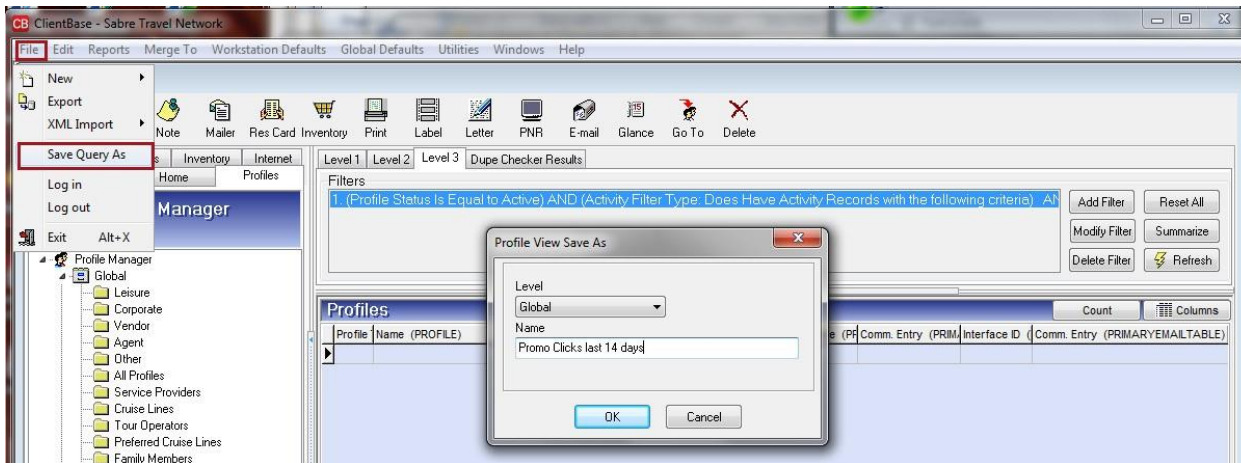 CB ClientBase - Sabre Travel Network
File Edit Reports Merge To Workstation Defaults Global Defaults Utilities Windows Help
New
Export
XML Import
Save Query As
Log in
Log out
Exit Alt+X
Note Mailer Res Card Inventory Print Label Letter PNR E-mail Glance Go To Delete
s Inventory Internet
Home Profiles
Manager
Level 1 Level 2 Level 3 Dupe Checker Results
Filters
1. (Profile Status Is Equal to Active) AND (Activity Filter Type: Does Have Activity Records with the following criteria) AN
Add Filter Reset All
Modify Filter Summarize
Delete Filter Refresh
Profile Manager
Global
Leisure
Corporate
Vendor
Agent
Other
All Profiles
Service Providers
Cruise Lines
Tour Operators
Preferred Cruise Lines
Family Members
Profile View Save As
Level
Global
Name
Promo Clicks last 14 days
OK Cancel
Profiles
Count Columns
Profile Name (PROFILE)
e (PF Comm. Entry (PRIM Interface ID ( Comm. Entry (PRIMARYEMAILTABLE)